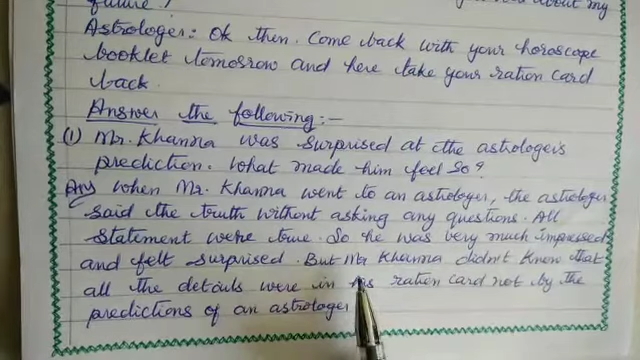 future?
about my
Astrologer: Ok then. Come back with your horoscope
booklet tomorrow and here take your ration card
back.
Answer the following:-
(1) Mr. Khanna was surprised at the astrologer's
prediction. What made him feel so?
Ans When Mr. Khanna went to an astrologer, the astrologer
said the truth without asking any questions. All
statement were true. So he was very much impressed
and felt surprised. But Mr Khanna didn't know that
all the details were in his ration card not by the
predictions of an astrologer